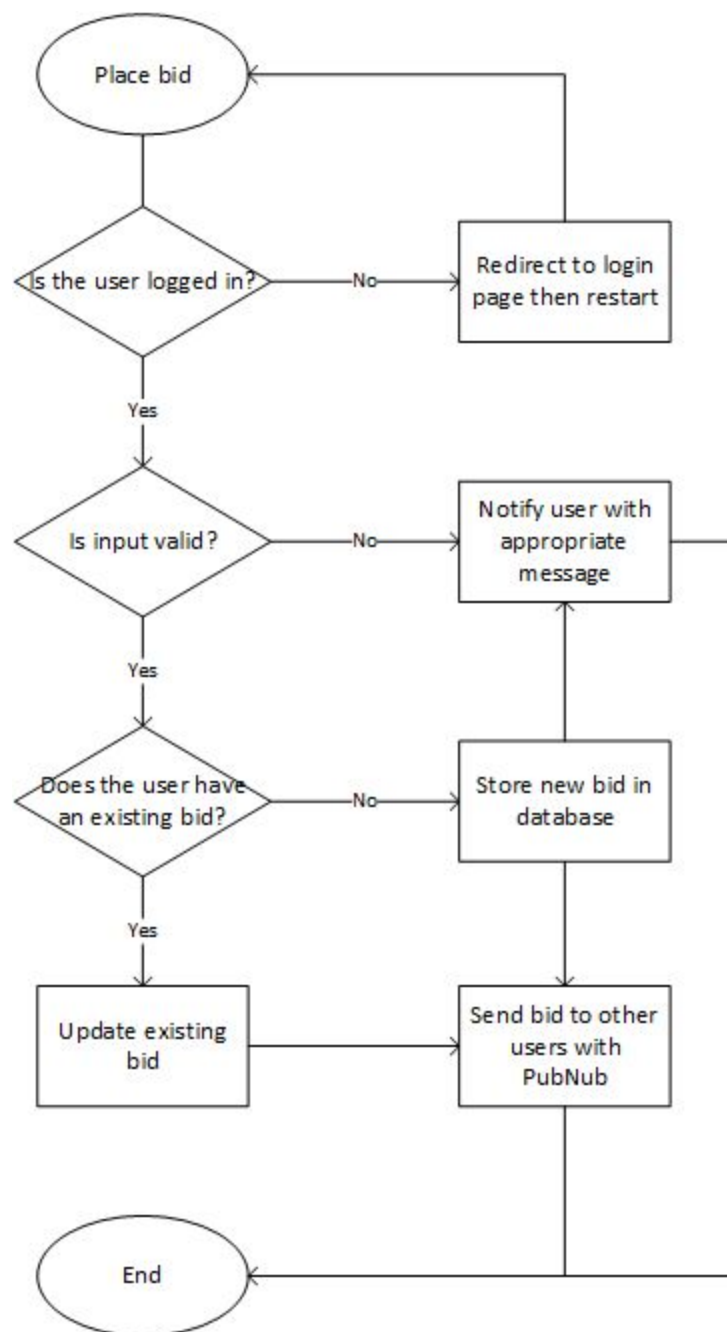 Place bid
Is the user logged in?
No
Redirect to login
page then restart
Yes
Is input valid?
No
Notify user with
appropriate
message
Yes
Does the user have
an existing bid?
No
Store new bid in
database
Yes
Update existing
bid
Send bid to other
users with
PubNub
End